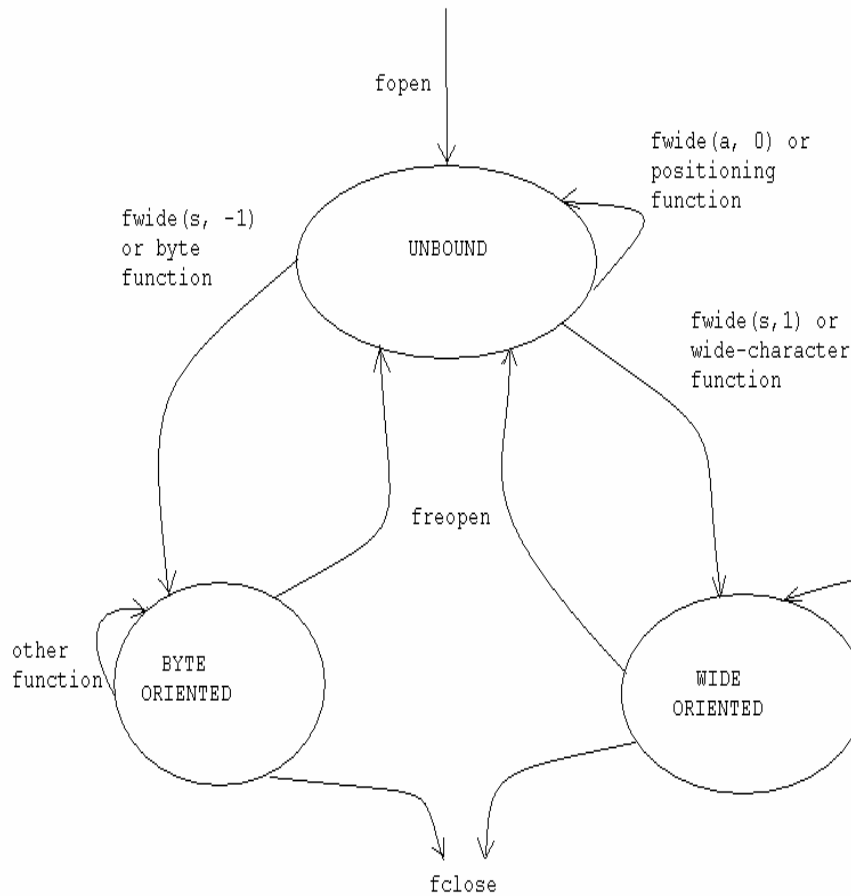 fopen
fwide(a, 0) or
positioning
function
fwide(s, -1)
or byte
function
UNBOUND
fwide(s,1) or
wide-character
function
freopen
other
function
BYTE
ORIENTED
WIDE
ORIENTED
fclose